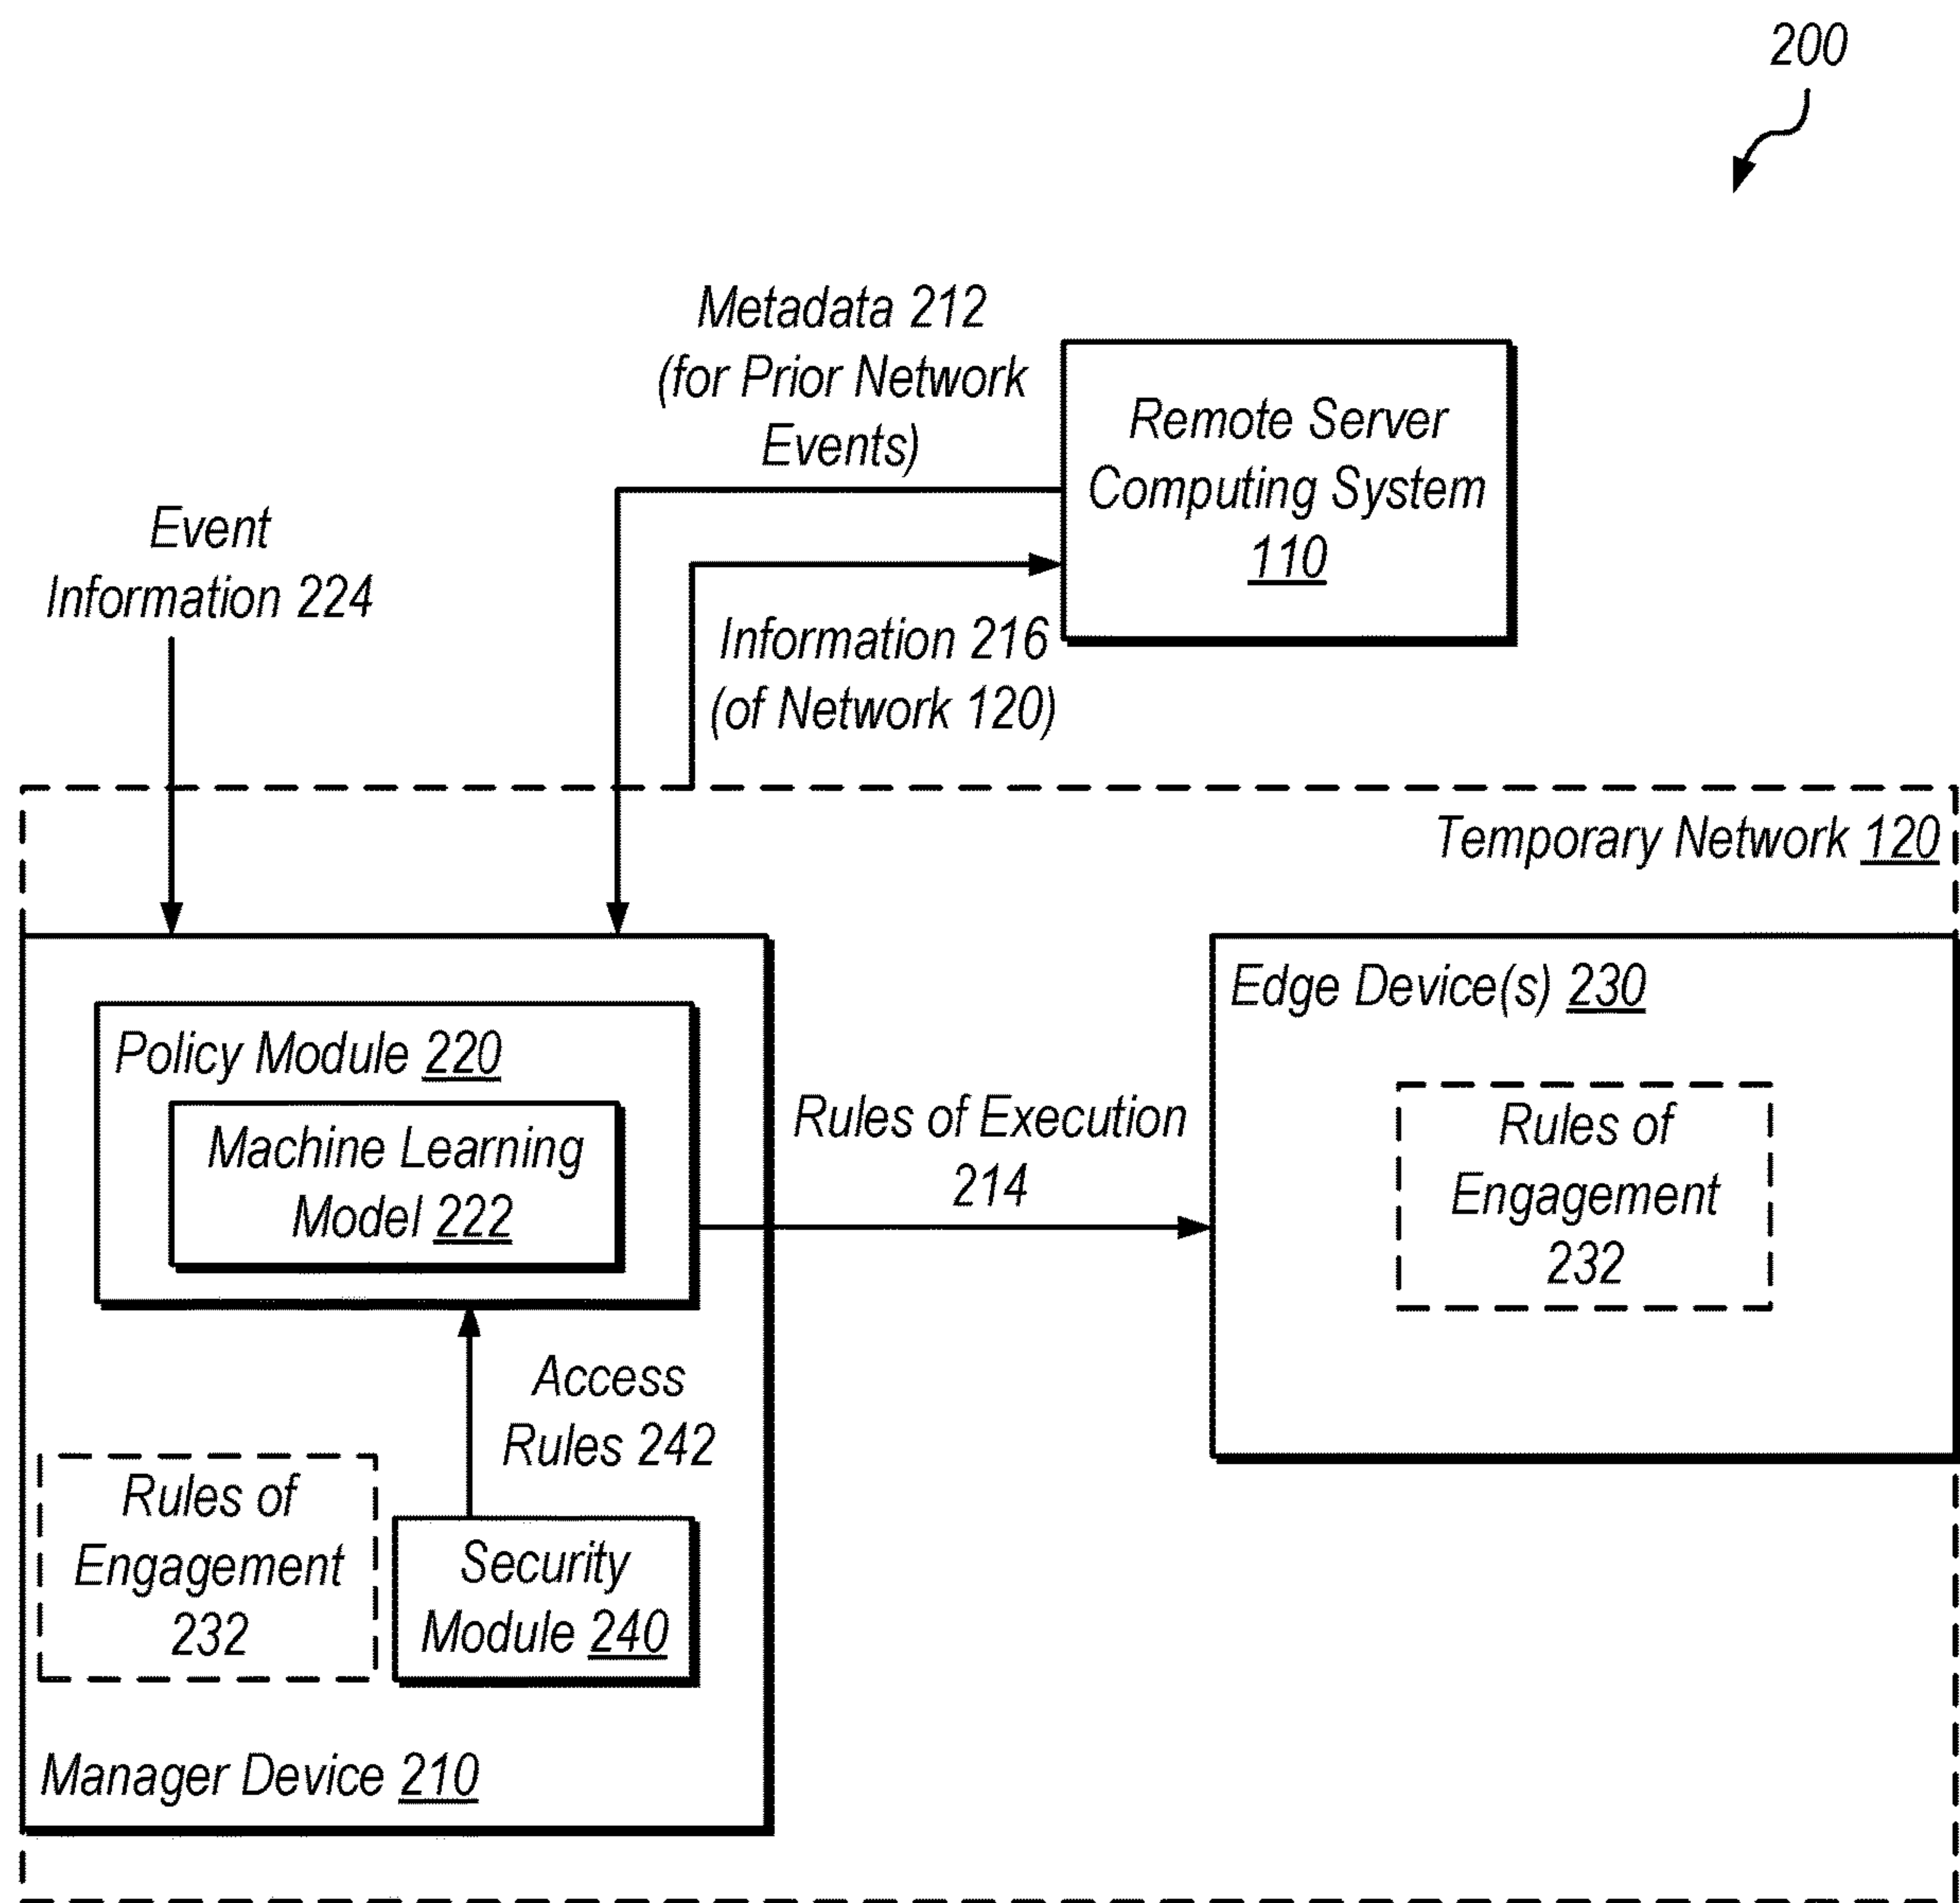 200
Metadata 212
(for Prior Network
Events)
Remote Server
Computing System
110
Event
Information 224
Information 216
(of Network 120)
Temporary Network 120
Policy Module 220
Machine Learning
Model 222
Rules of Execution
214
Edge Device(s) 230
Rules of
Engagement
232
Access
Rules 242
Rules of
Engagement
232
Security
Module 240
Manager Device 210